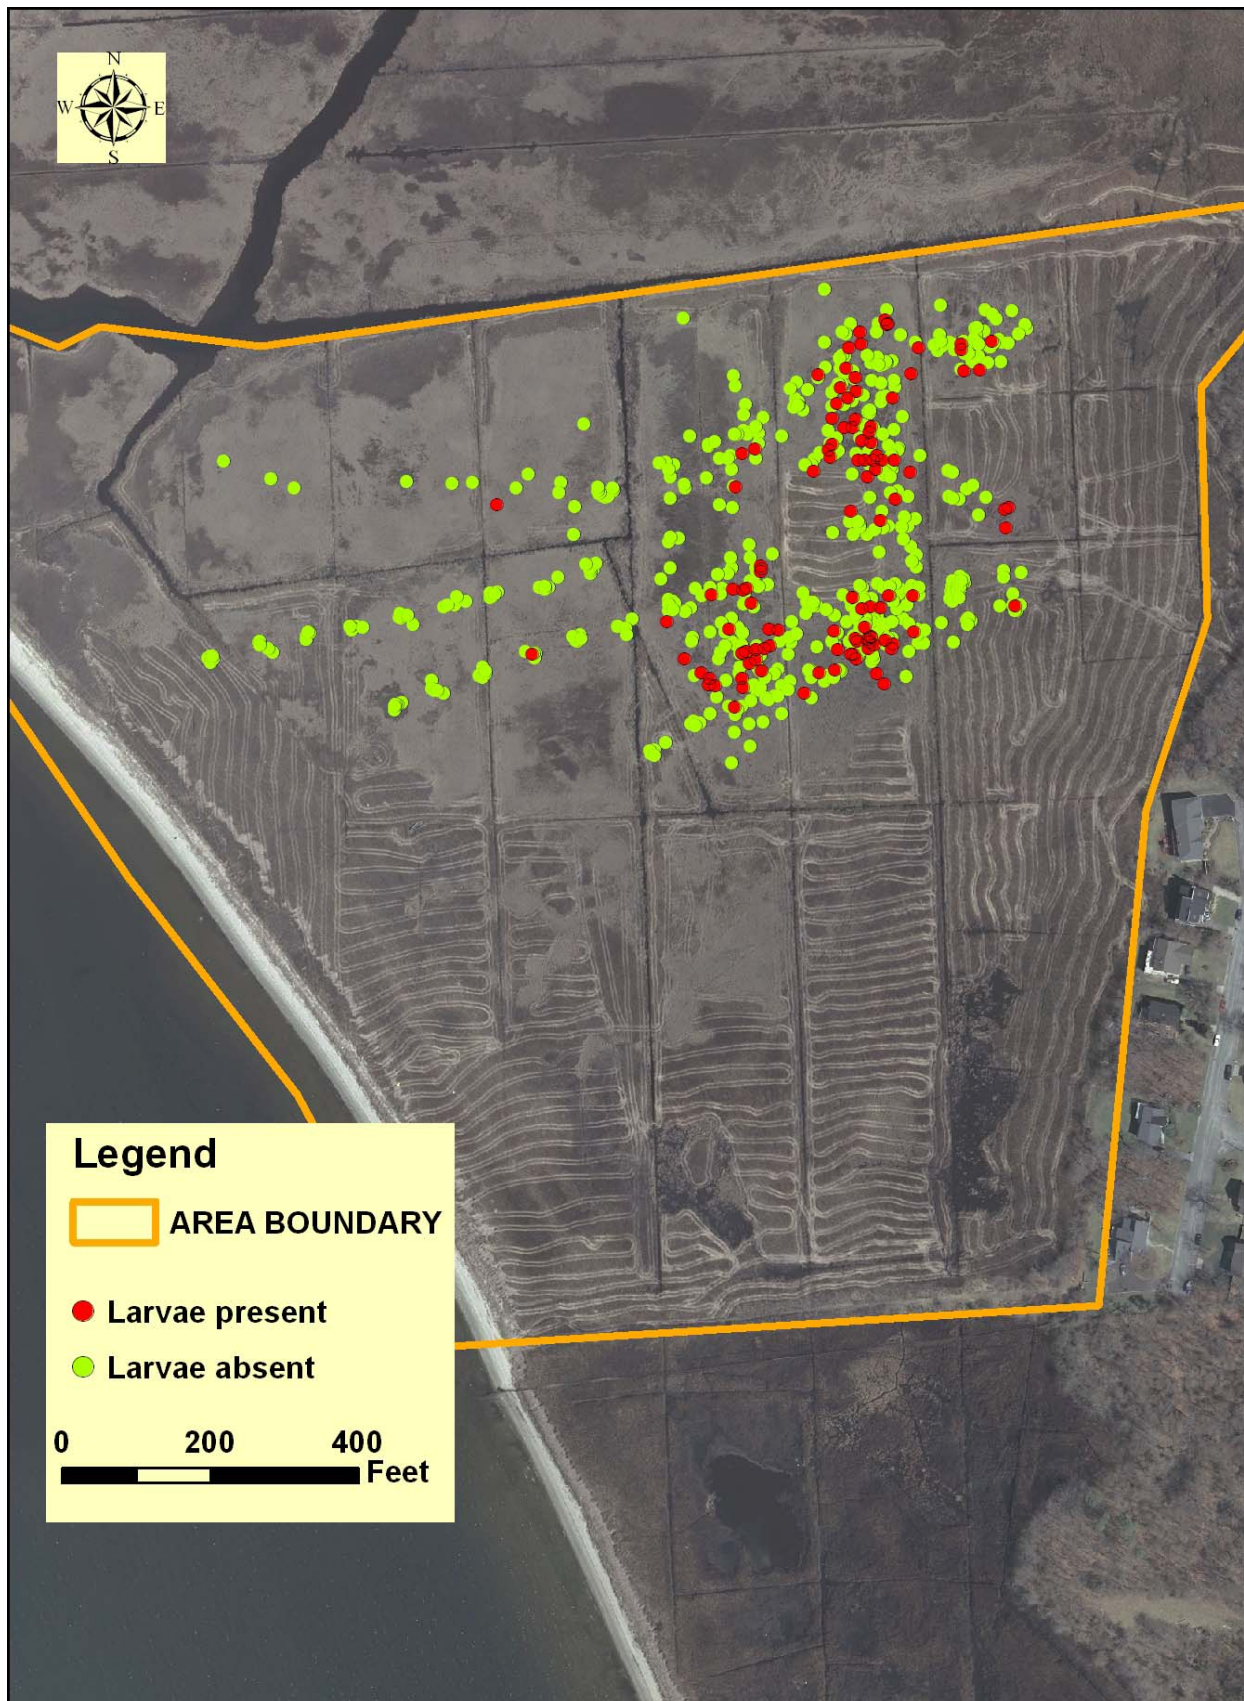 N
W E
S
Legend
AREA BOUNDARY
Larvae present
Larvae absent
0 200 400
Feet